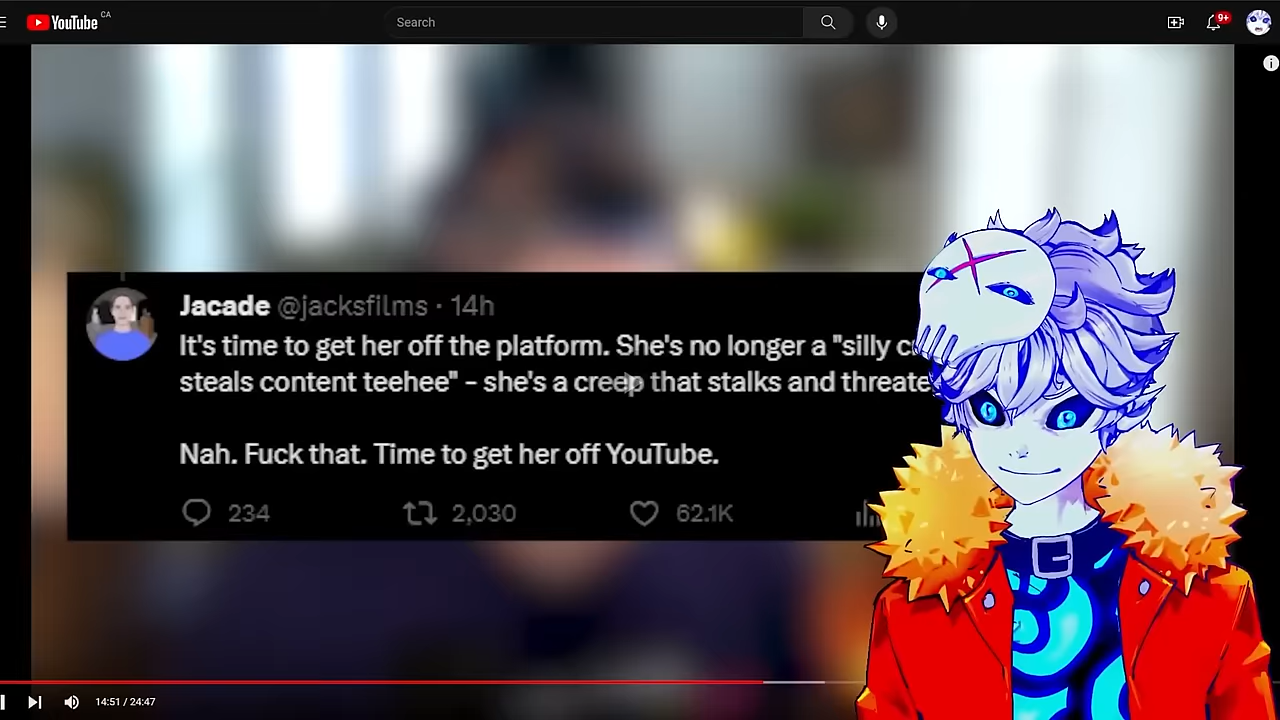 YouTube CA
Search
9+
Jacade @jacksfilms · 14h
It's time to get her off the platform. She's no longer a "silly
steals content teehee" - she's a creep that stalks and
Nah. Fuck that. Time to get her off YouTube.
234 2,030 62.1K
14:51 / 24:47